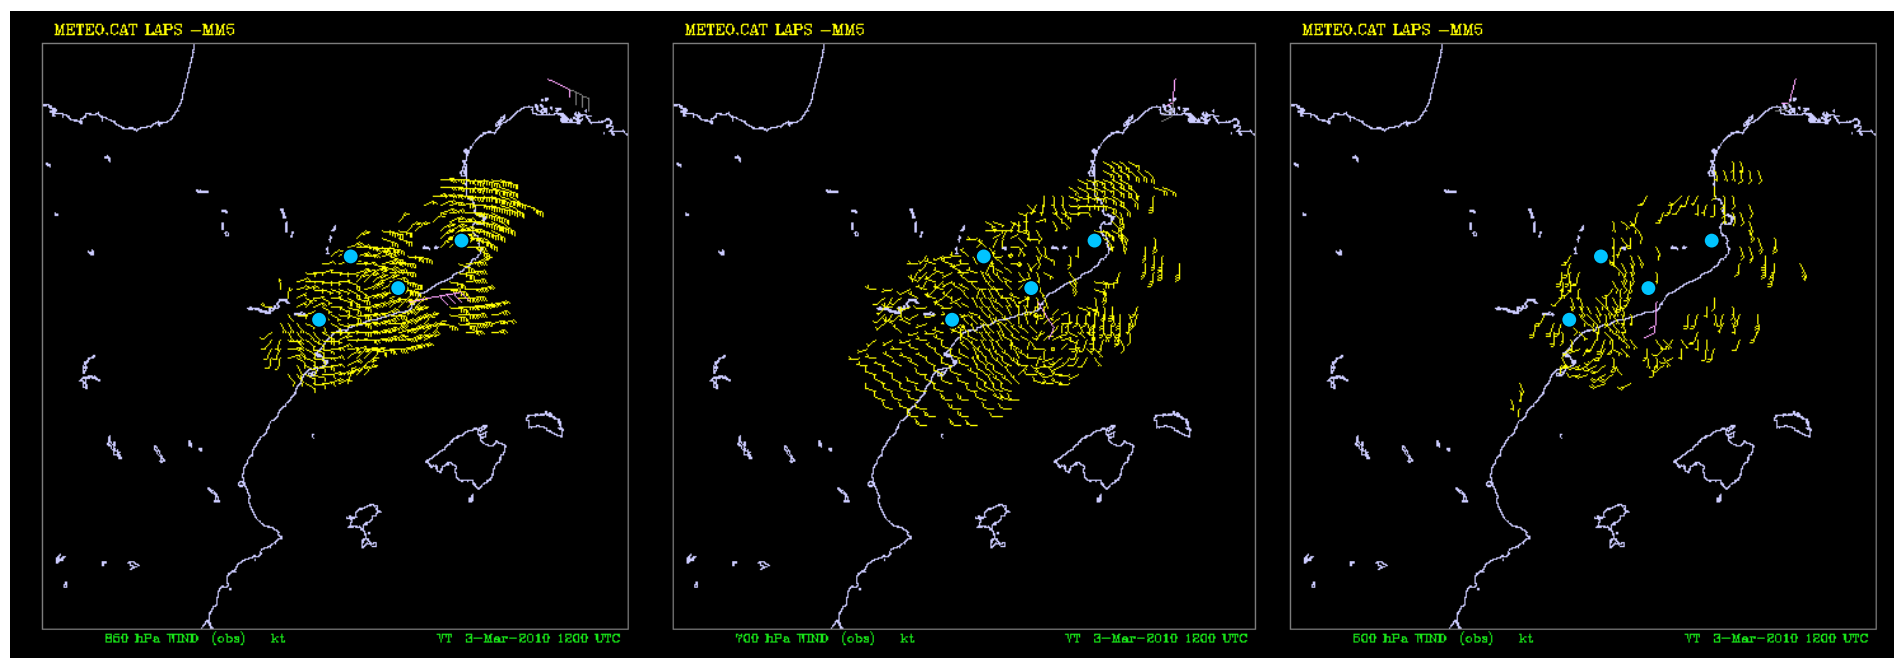 METEO.CAT LAPS -MM5
850 hPa WIND (obs) kt VT 3-Mar-2010 1200 UTC
METEO.CAT LAPS -MM5
700 hPa WIND (obs) kt VT 3-Mar-2010 1200 UTC
METEO.CAT LAPS -MM5
500 hPa WIND (obs) kt VT 3-Mar-2010 1200 UTC